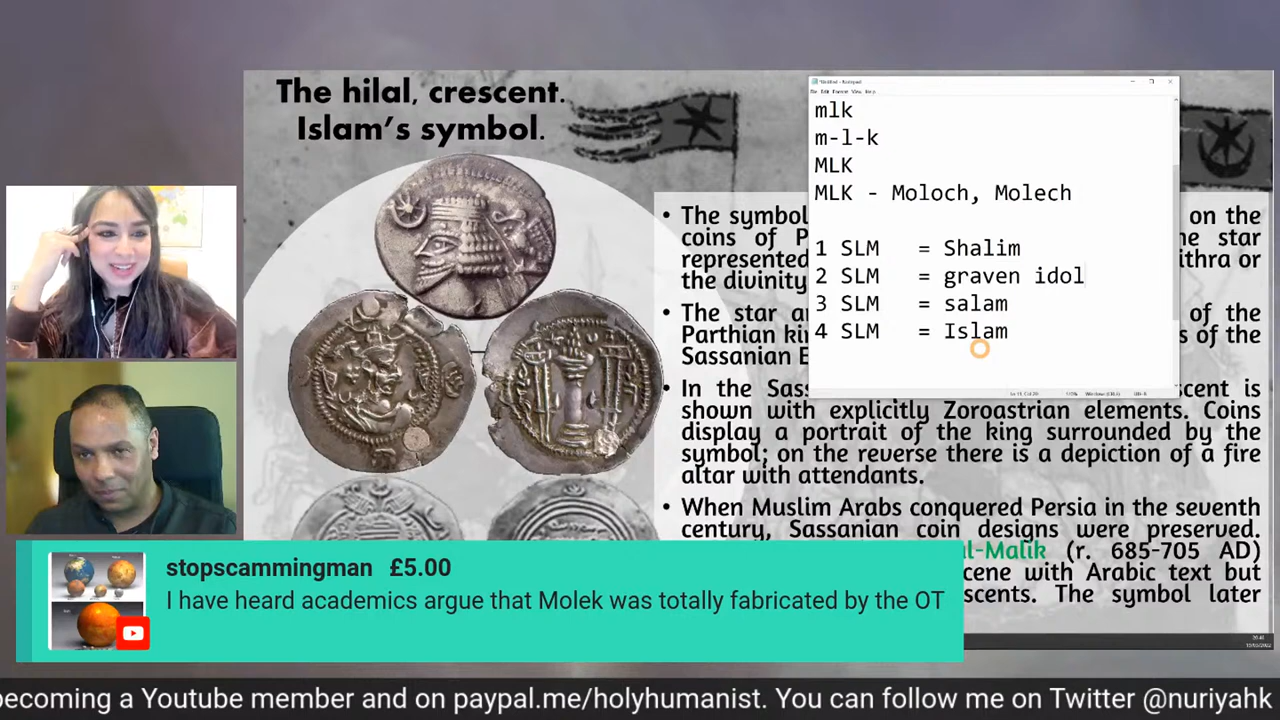 The hilal, crescent.
Islam's symbol.
mlk
m-l-k
MLK
MLK - Moloch, Molech
1 SLM = Shalim
2 SLM = graven idol
3 SLM = salam
4 SLM = Islam
• The symbol on the
coins of P ne star
represented ithra or
the divinity
• The star an of the
Parthian kin s of the
Sassanian E
• In the Sass scent is
shown with explicitly Zoroastrian elements. Coins
display a portrait of the king surrounded by the
symbol; on the reverse there is a depiction of a fire
altar with attendants.
• When Muslim Arabs conquered Persia in the seventh
century, Sassanian coin designs were preserved.
al-Malik (r. 685-705 AD)
cene with Arabic text but
scents. The symbol later
stopscammingman £5.00
I have heard academics argue that Molek was totally fabricated by the OT
becoming a Youtube member and on paypal.me/holyhumanist. You can follow me on Twitter @nuriyahk